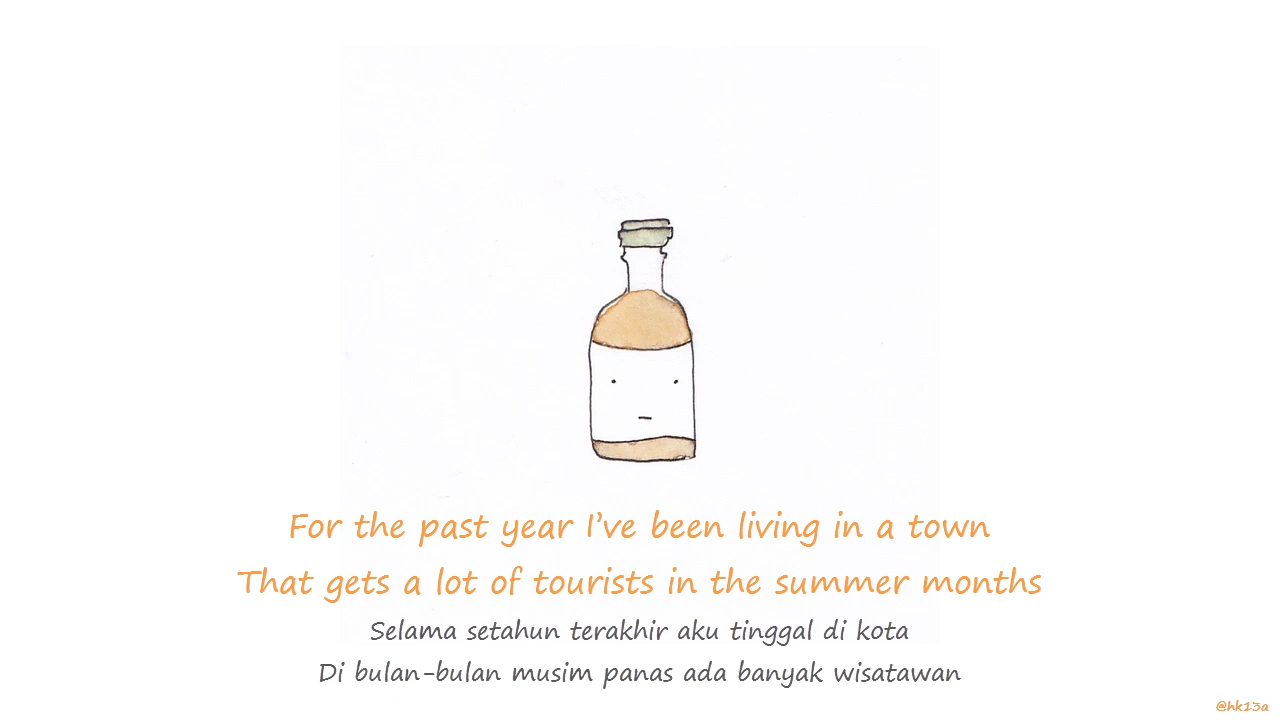 For the past year I’ve been living in a town
That gets a lot of tourists in the summer months
Selama setahun terakhir aku tinggal di kota
Di bulan-bulan musim panas ada banyak wisatawan
@hk13a